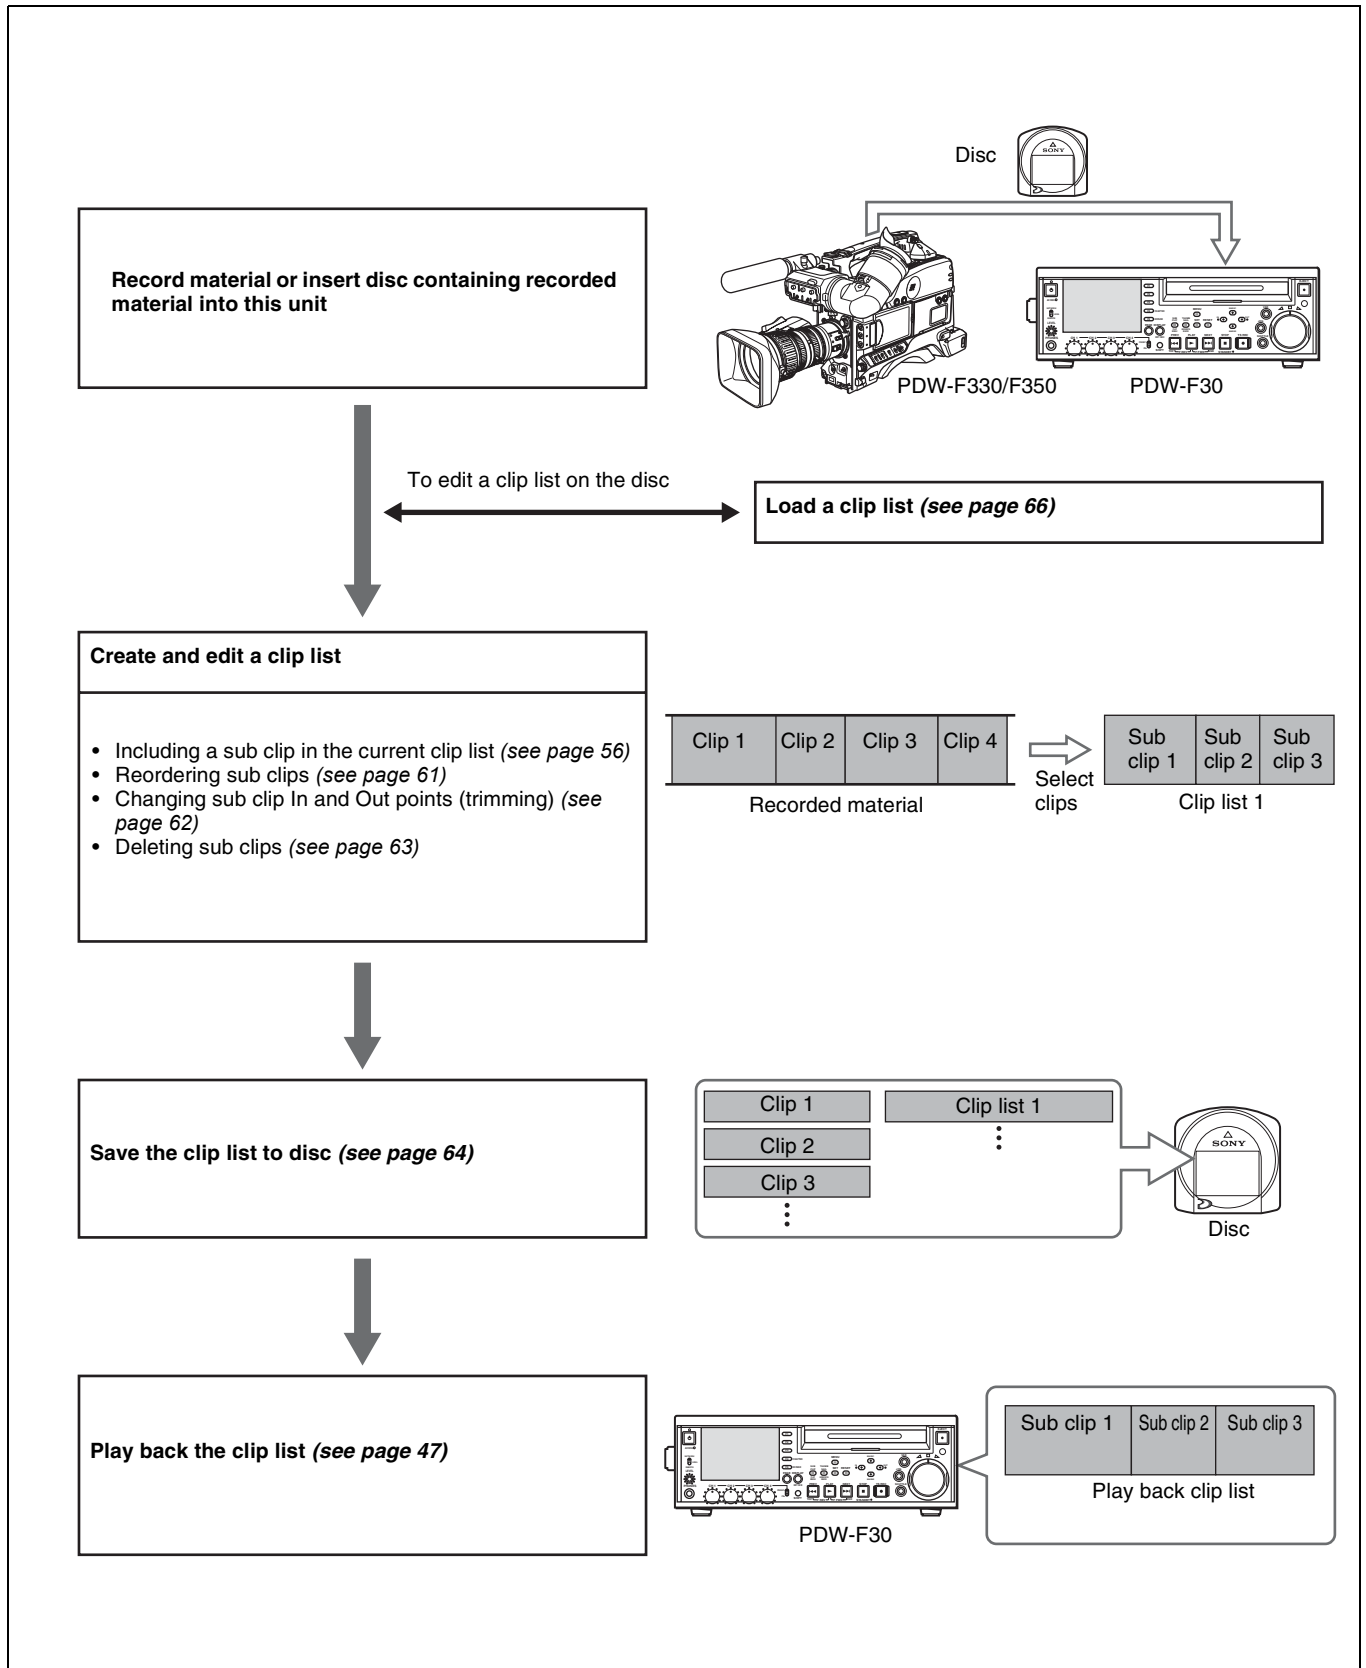 Disc
SONY
Record material or insert disc containing recorded
material into this unit
PDW-F330/F350
PDW-F30
To edit a clip list on the disc
Load a clip list (see page 66)
Create and edit a clip list
• Including a sub clip in the current clip list (see page 56)
• Reordering sub clips (see page 61)
• Changing sub clip In and Out points (trimming) (see
page 62)
• Deleting sub clips (see page 63)
Clip 1
Clip 2
Clip 3
Clip 4
Recorded material
Select
clips
Sub
clip 1
Sub
clip 2
Sub
clip 3
Clip list 1
Save the clip list to disc (see page 64)
Clip 1
Clip 2
Clip 3
Clip list 1
SONY
Disc
Play back the clip list (see page 47)
PDW-F30
Sub clip 1
Sub clip 2
Sub clip 3
Play back clip list